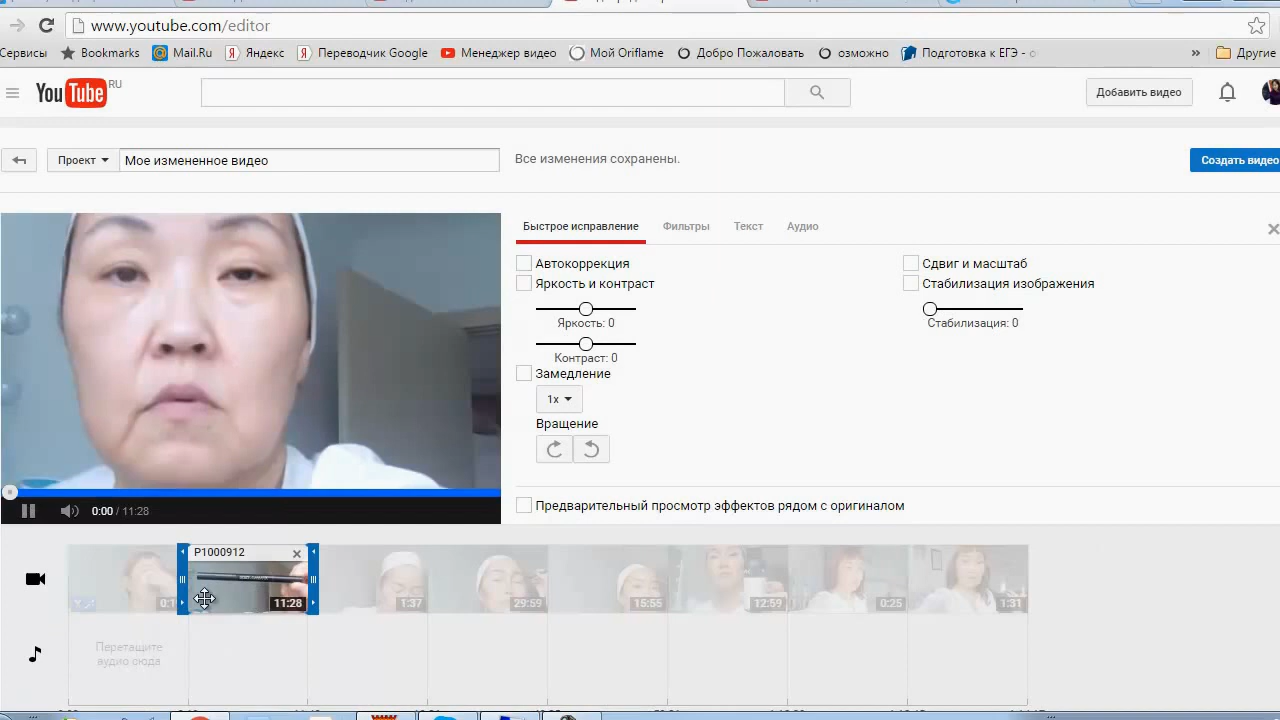 www.youtube.com/editor
Сервисы Bookmarks Mail.Ru Яндекс Переводчик Google Менеджер видео Мой Oriflame Добро Пожаловать озможно Подготовка к ЕГЭ - » Другие
YouTube RU Добавить видео
Проект Мое измененное видео Все изменения сохранены. Создать видео
Быстрое исправление Фильтры Текст Аудио
Автокоррекция Сдвиг и масштаб
Яркость и контраст Стабилизация изображения
Яркость: 0 Стабилизация: 0
Контраст: 0
Замедление
1x
Вращение
Предварительный просмотр эффектов рядом с оригиналом
0:00 / 11:28
P1000912
11:28 1:37 29:59 15:55 12:59 0:25 1:31
Перетащите
аудио сюда